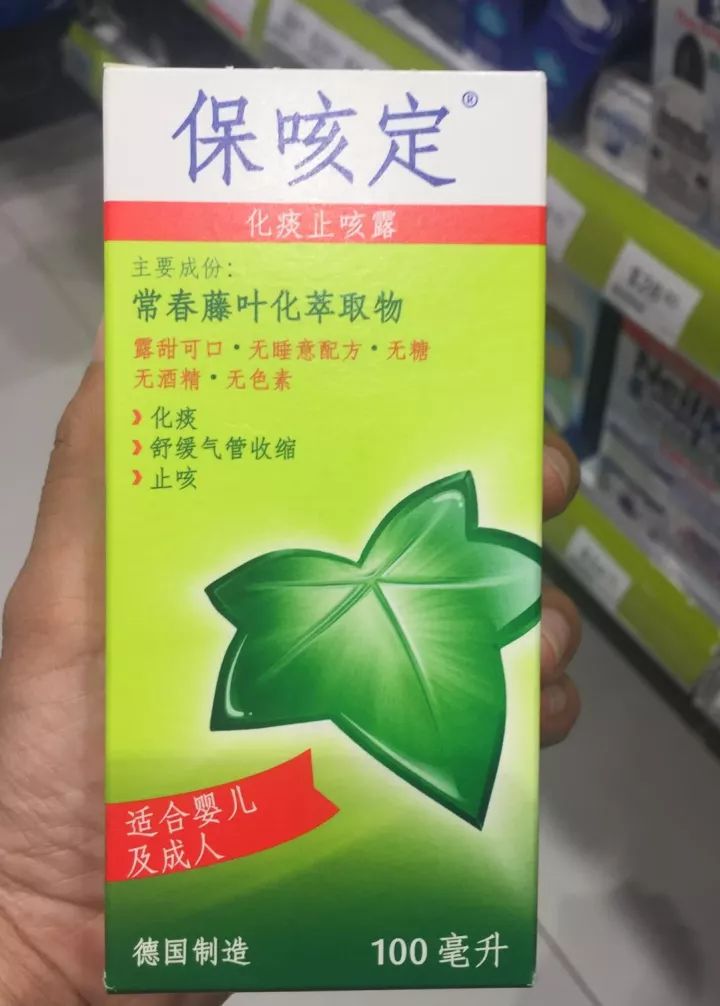 保咳定®
化痰止咳露
主要成份：
常春藤叶化萃取物
露甜可口·无睡意配方·无糖
无酒精·无色素
化痰
舒缓气管收缩
止咳
适合婴儿
及成人
德国制造 100毫升